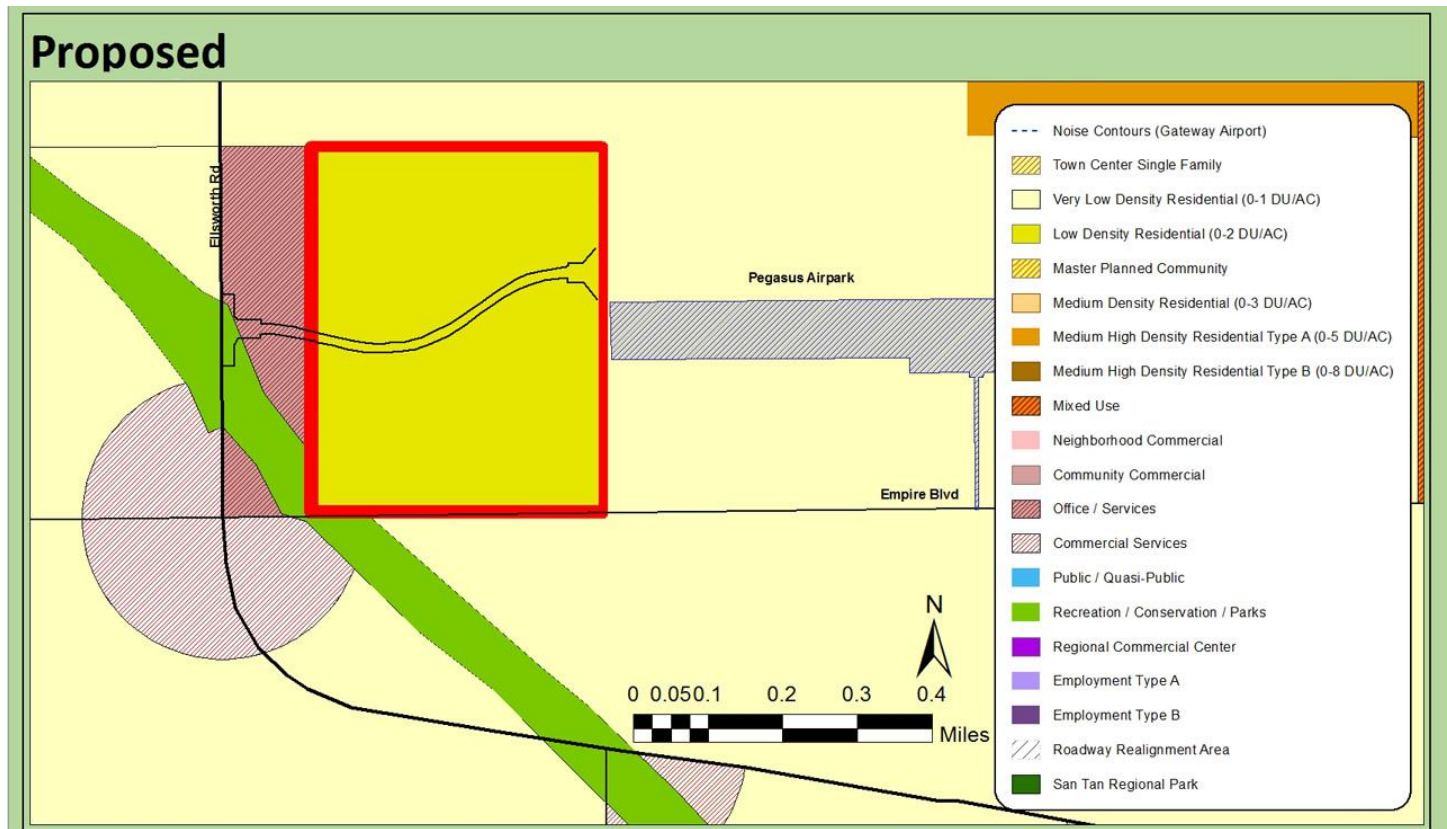 Proposed
Ellsworth Rd
Pegasus Airpark
Empire Blvd
N
0 0.050.1 0.2 0.3 0.4
Miles
Noise Contours (Gateway Airport)
Town Center Single Family
Very Low Density Residential (0-1 DU/AC)
Low Density Residential (0-2 DU/AC)
Master Planned Community
Medium Density Residential (0-3 DU/AC)
Medium High Density Residential Type A (0-5 DU/AC)
Medium High Density Residential Type B (0-8 DU/AC)
Mixed Use
Neighborhood Commercial
Community Commercial
Office / Services
Commercial Services
Public / Quasi-Public
Recreation / Conservation / Parks
Regional Commercial Center
Employment Type A
Employment Type B
Roadway Realignment Area
San Tan Regional Park